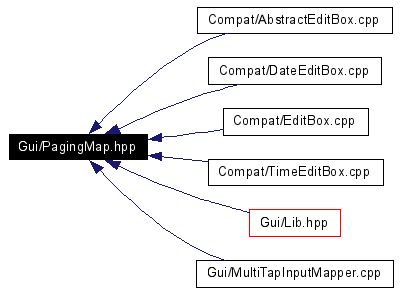 Compat/AbstractEditBox.cpp
Compat/DateEditBox.cpp
Compat/EditBox.cpp
Gui/PagingMap.hpp
Compat/TimeEditBox.cpp
Gui/Lib.hpp
Gui/MultiTapInputMapper.cpp